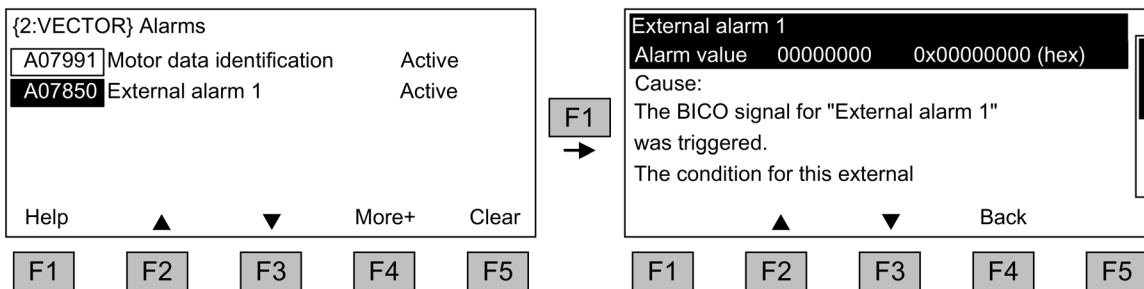 {2:VECTOR} Alarms
A07991 Motor data identification Active
A07850 External alarm 1 Active
Help ▲ ▼ More+ Clear
F1 F2 F3 F4 F5
F1
External alarm 1
Alarm value 00000000 0x00000000 (hex)
Cause:
The BICO signal for "External alarm 1"
was triggered.
The condition for this external
▲ ▼ Back
F1 F2 F3 F4 F5